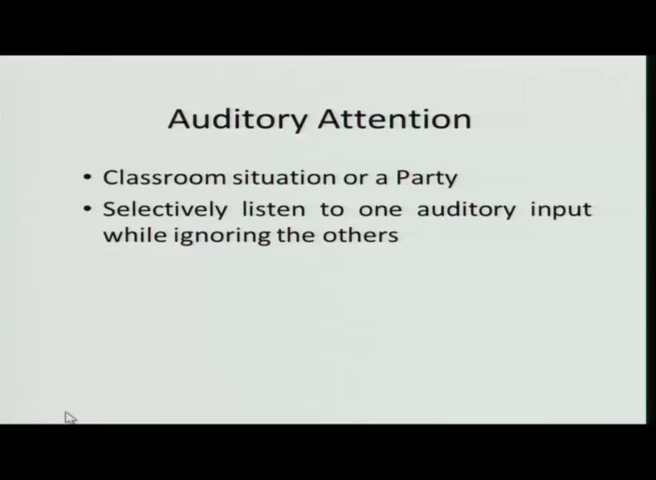 Auditory Attention
• Classroom situation or a Party
• Selectively listen to one auditory input
while ignoring the others